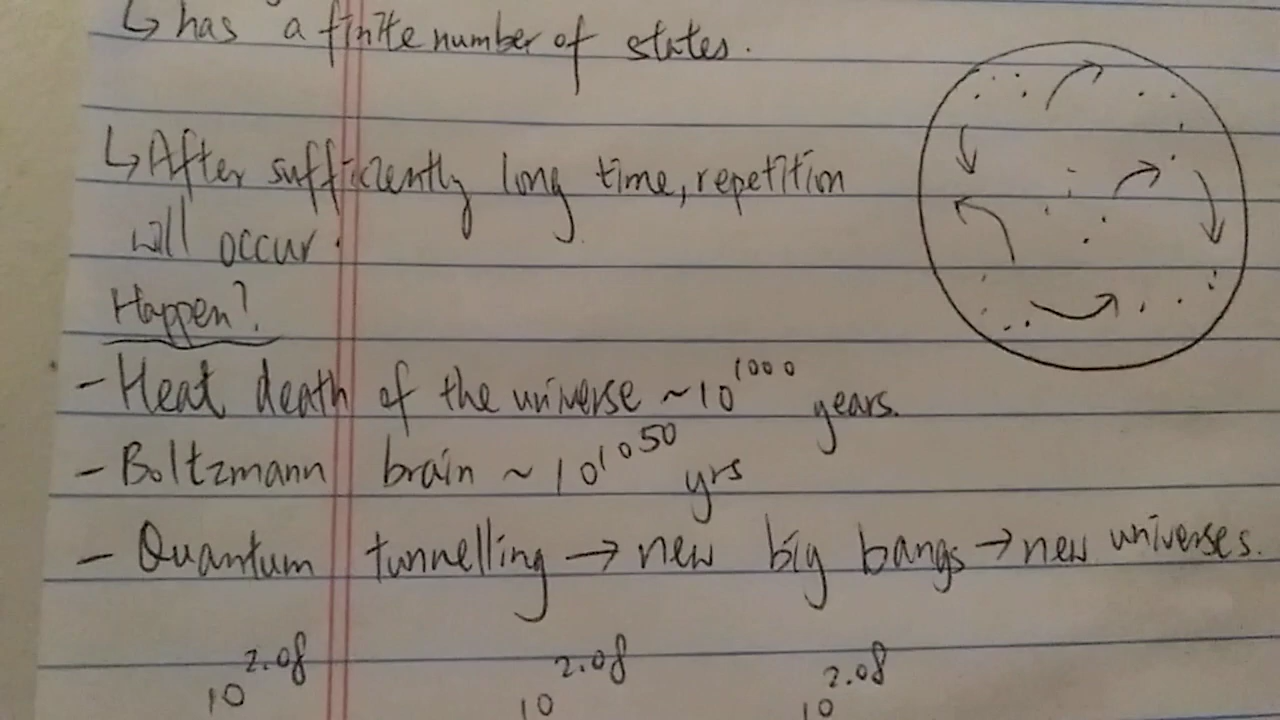 ↳ has a finite number of states.
↳ After sufficiently long time, repetition
will occur.
Happen?
- Heat death of the universe ~10^1000 years.
- Boltzmann brain ~ 10^10^50 yrs
- Quantum tunnelling → new big bangs → new universes.
10^2.08 10^2.08 10^2.08